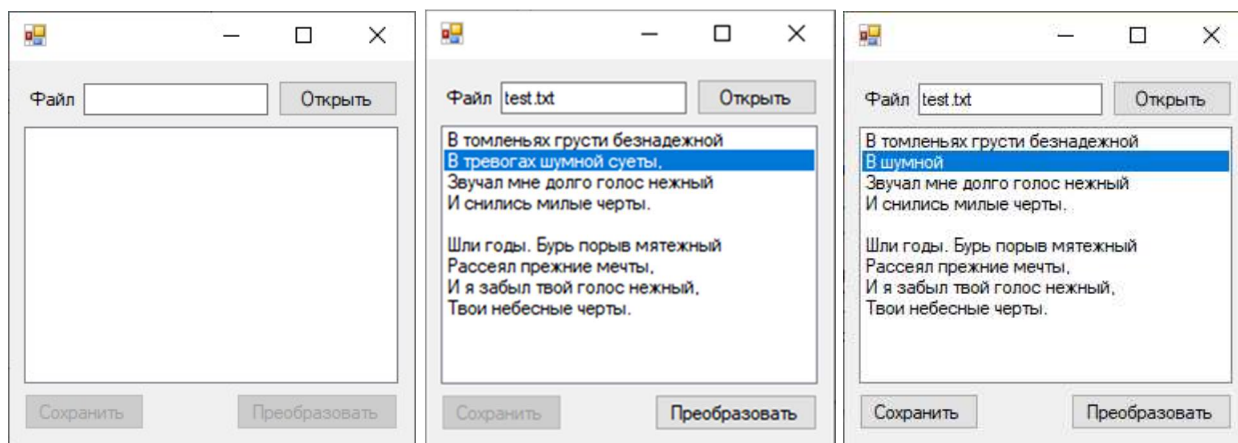 Файл
Открыть
Сохранить
Преобразовать
Файл test.txt
Открыть
В томленьях грусти безнадежной
В тревогах шумной суеты,
Звучал мне долго голос нежный
И снились милые черты.
Шли годы. Бурь порыв мятежный
Рассеял прежние мечты,
И я забыл твой голос нежный,
Твои небесные черты.
Сохранить
Преобразовать
Файл test.txt
Открыть
В томленьях грусти безнадежной
В шумной
Звучал мне долго голос нежный
И снились милые черты.
Шли годы. Бурь порыв мятежный
Рассеял прежние мечты,
И я забыл твой голос нежный,
Твои небесные черты.
Сохранить
Преобразовать